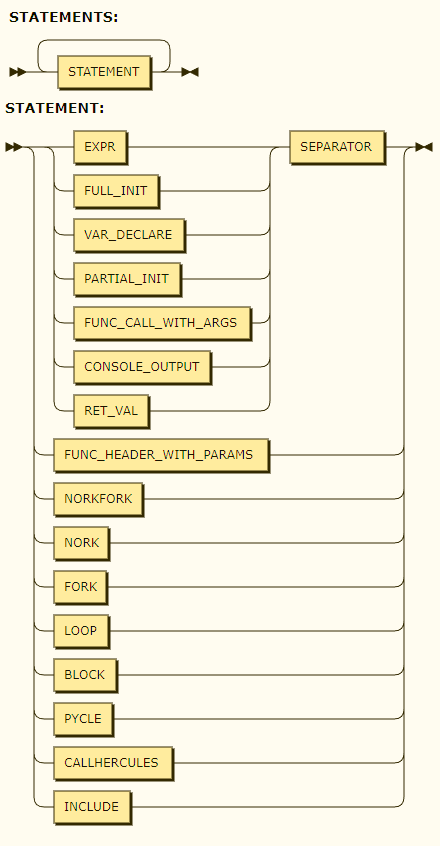 STATEMENTS:
STATEMENT
STATEMENT:
EXPR SEPARATOR
FULL_INIT
VAR_DECLARE
PARTIAL_INIT
FUNC_CALL_WITH_ARGS
CONSOLE_OUTPUT
RET_VAL
FUNC_HEADER_WITH_PARAMS
NORKFORK
NORK
FORK
LOOP
BLOCK
PYCLE
CALLHERCULES
INCLUDE